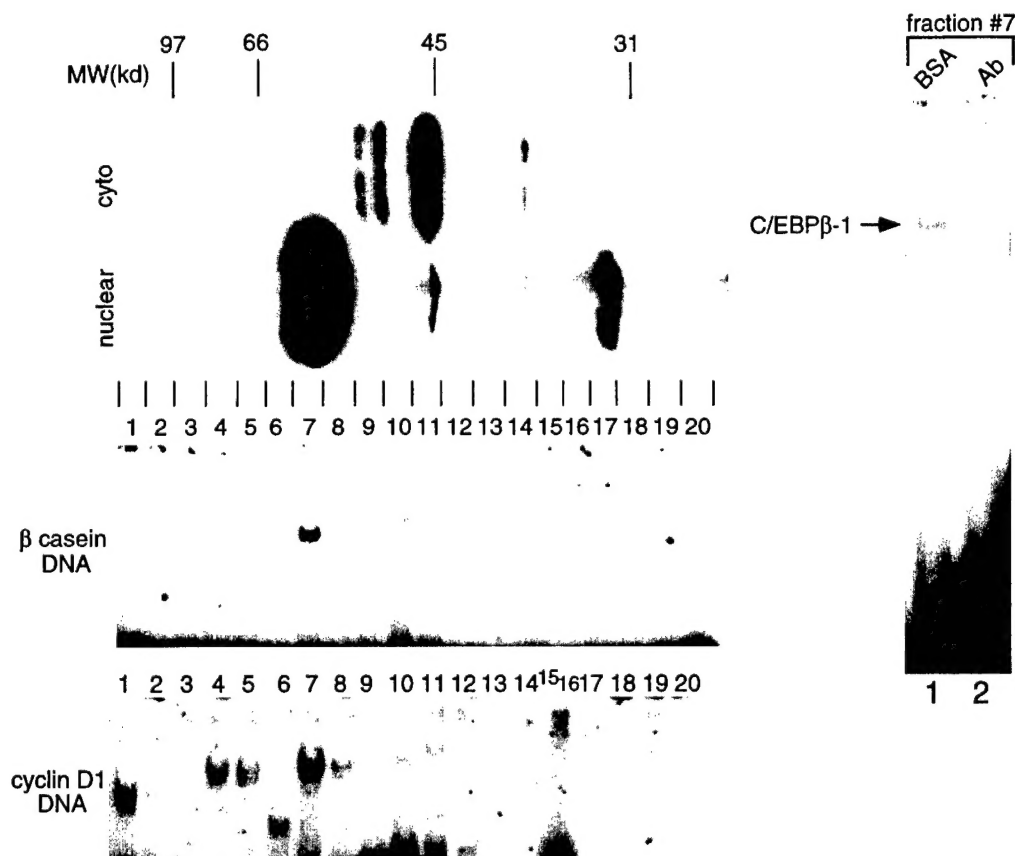 97 66 45 31
MW(kd)
cyto
nuclear
1 2 3 4 5 6 7 8 9 10 11 12 13 14 15 16 17 18 19 20
β casein
DNA
1 2 3 4 5 6 7 8 9 10 11 12 13 14 15 16 17 18 19 20
cyclin D1
DNA
fraction #7
BSA Ab
C/EBPβ-1
1 2